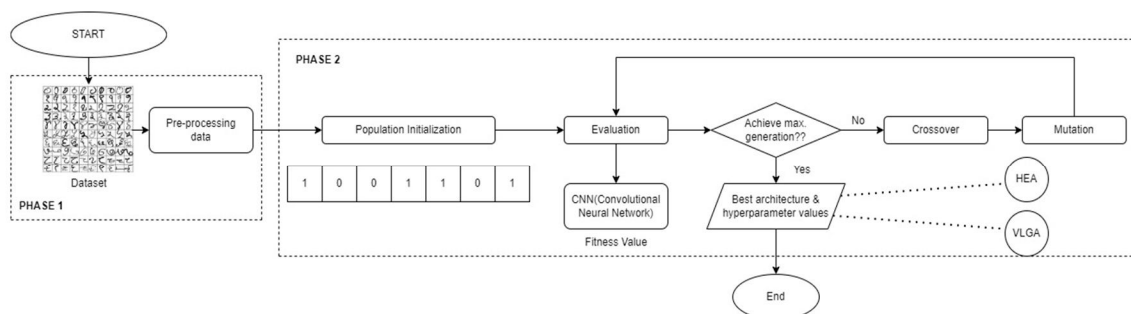 START
PHASE 1
Dataset
Pre-processing
data
PHASE 2
Population Initialization
1 0 0 1 1 0 1
Evaluation
CNN(Convolutional
Neural Network)
Fitness Value
Achieve max.
generation??
No
Yes
Crossover
Mutation
Best architecture &
hyperparameter values
HEA
VLGA
End